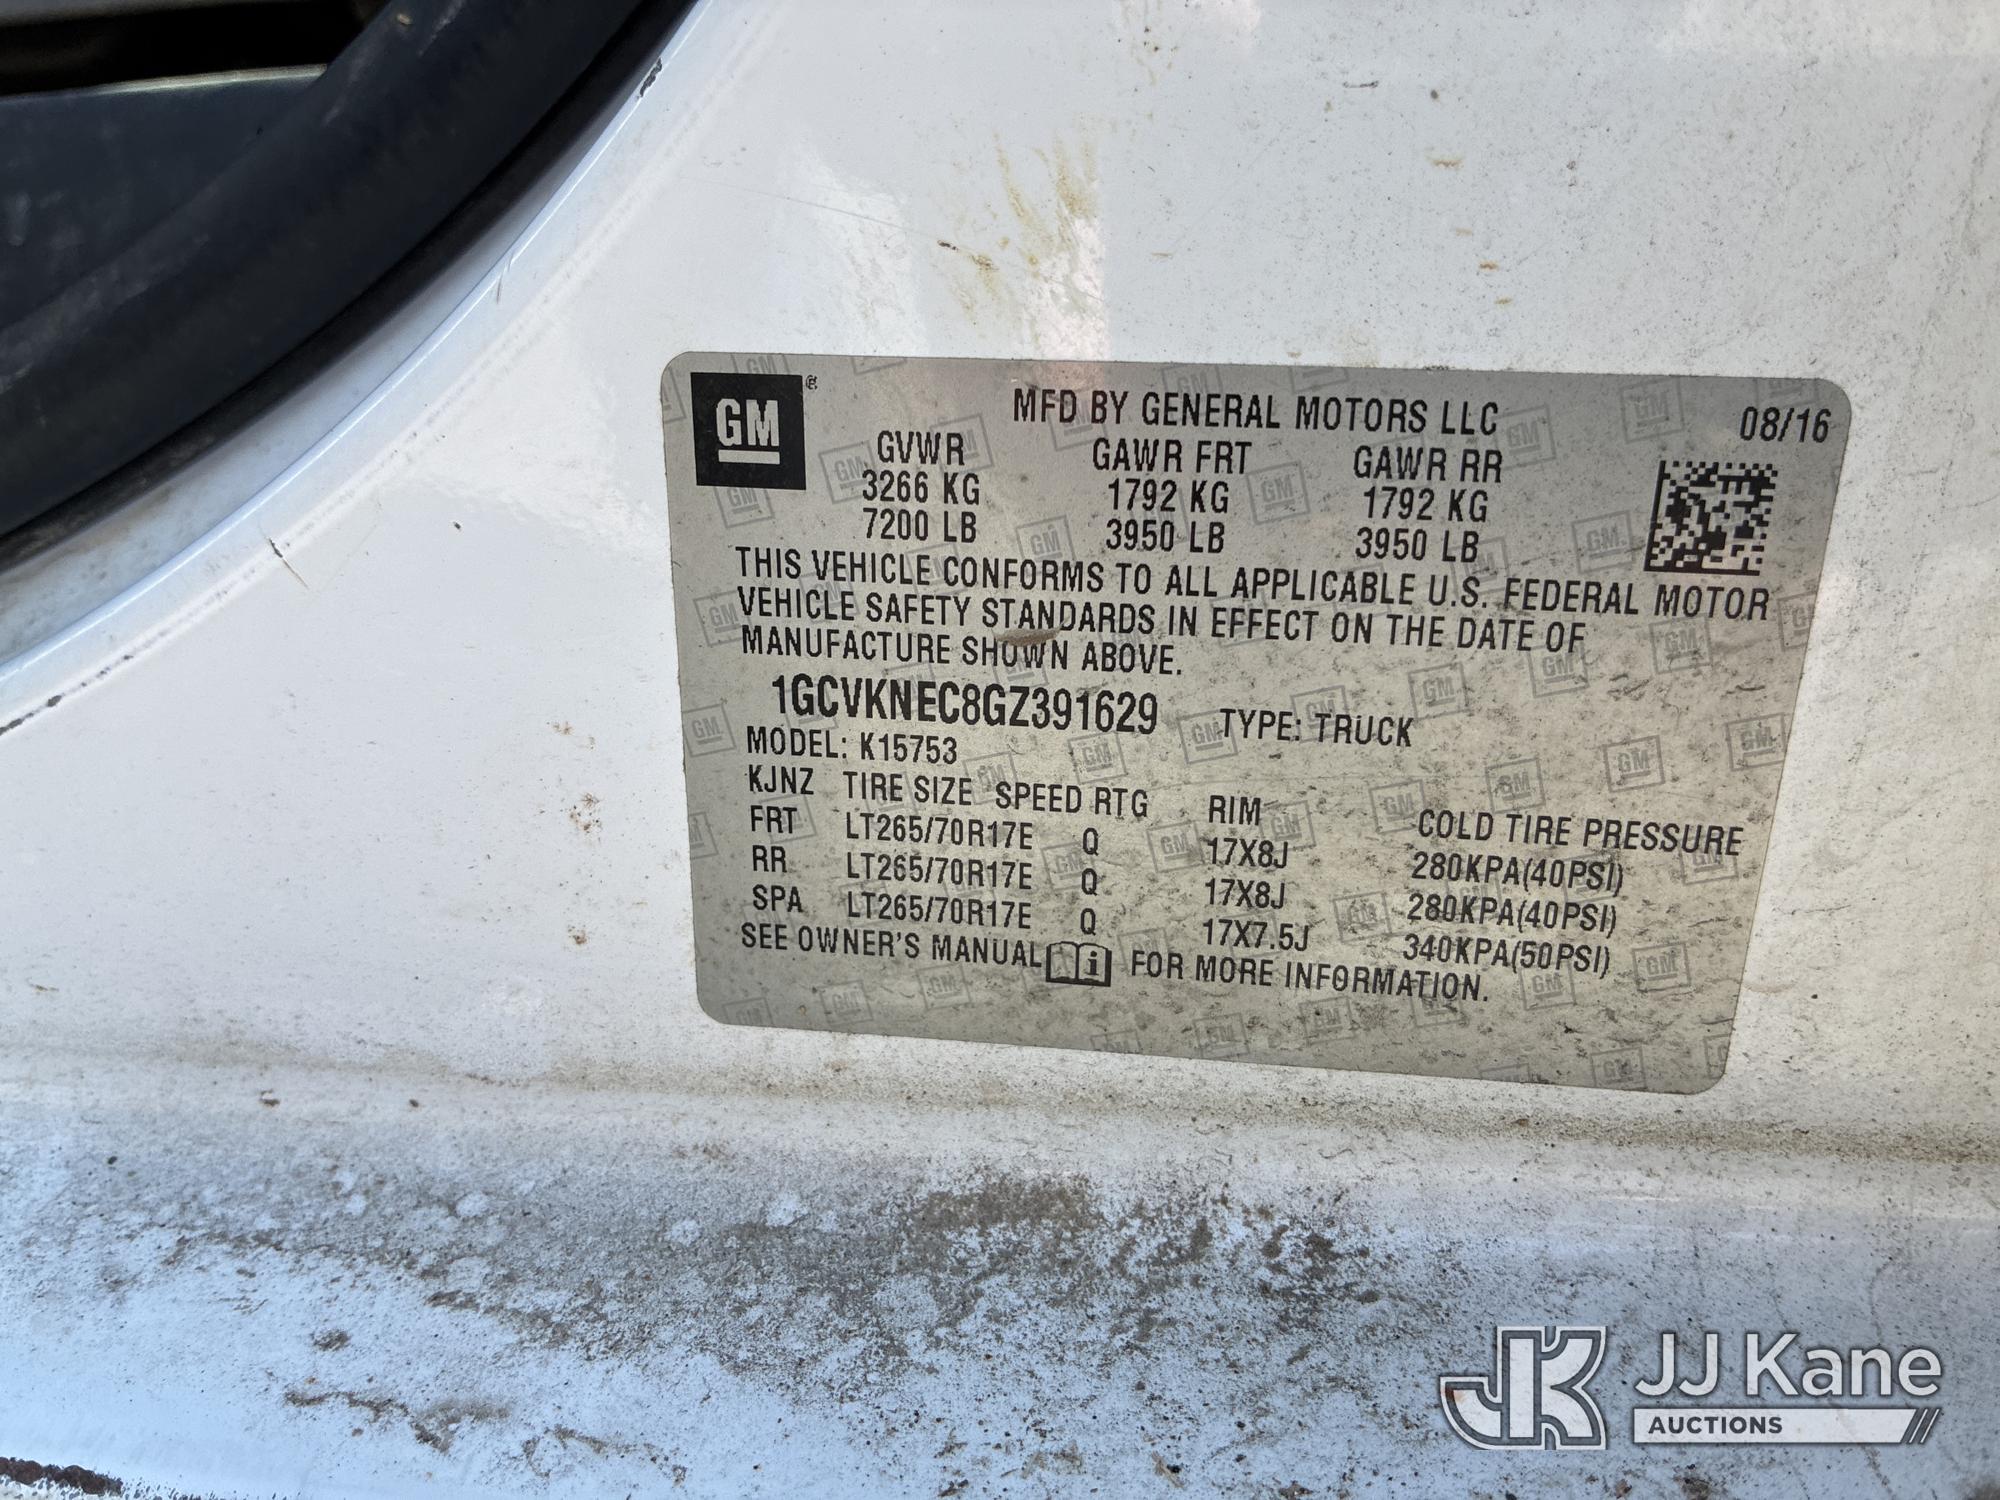 GM ®
MFD BY GENERAL MOTORS LLC 08/16
GVWR GAWR FRT GAWR RR
3266 KG 1792 KG 1792 KG
7200 LB 3950 LB 3950 LB
THIS VEHICLE CONFORMS TO ALL APPLICABLE U.S. FEDERAL MOTOR
VEHICLE SAFETY STANDARDS IN EFFECT ON THE DATE OF
MANUFACTURE SHOWN ABOVE.
1GCVKNEC8GZ391629 TYPE: TRUCK
MODEL: K15753
KJNZ TIRE SIZE SPEED RTG RIM COLD TIRE PRESSURE
FRT LT265/70R17E Q 17X8J 280KPA(40PSI)
RR LT265/70R17E Q 17X8J 280KPA(40PSI)
SPA LT265/70R17E Q 17X7.5J 340KPA(50PSI)
SEE OWNER'S MANUAL i FOR MORE INFORMATION.
JK JJ Kane
AUCTIONS